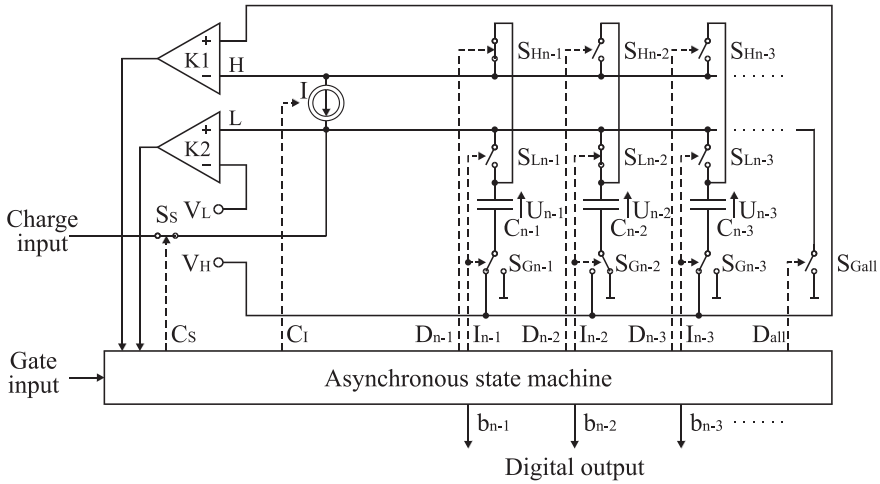 + K1 − H
I
+ K2 − L
SHn-1 SHn-2 SHn-3 ........
SLn-1 SLn-2 SLn-3 ........
Un-1 Un-2 Un-3
Cn-1 Cn-2 Cn-3
Charge input
SS
VL
VH
SGn-1 SGn-2 SGn-3 SGall
CS CI Dn-1 In-1 Dn-2 In-2 Dn-3 In-3 Dall
Gate input
Asynchronous state machine
bn-1 bn-2 bn-3 ......
Digital output